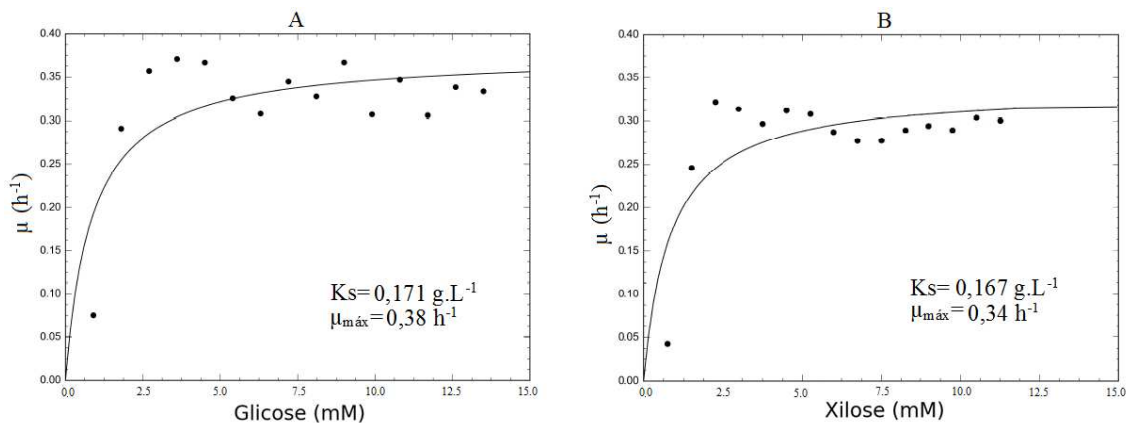 A
0.40
0.35
0.30
0.25
0.20
0.15
0.10
0.05
0.00
μ (h⁻¹)
Ks= 0,171 g.L⁻¹
μmáx= 0,38 h⁻¹
0.0 2.5 5.0 7.5 10.0 12.5 15.0
Glicose (mM)
B
0.40
0.35
0.30
0.25
0.20
0.15
0.10
0.05
0.00
μ (h⁻¹)
Ks= 0,167 g.L⁻¹
μmáx= 0,34 h⁻¹
0.0 2.5 5.0 7.5 10.0 12.5 15.0
Xilose (mM)